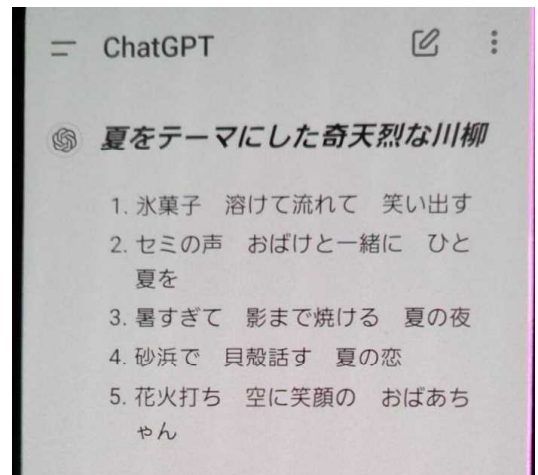 ChatGPT
夏をテーマにした奇天烈な川柳
1. 氷菓子　溶けて流れて　笑い出す
2. セミの声　おばけと一緒に　ひと
夏を
3. 暑すぎて　影まで焼ける　夏の夜
4. 砂浜で　貝殻話す　夏の恋
5. 花火打ち　空に笑顔の　おばあち
ゃん